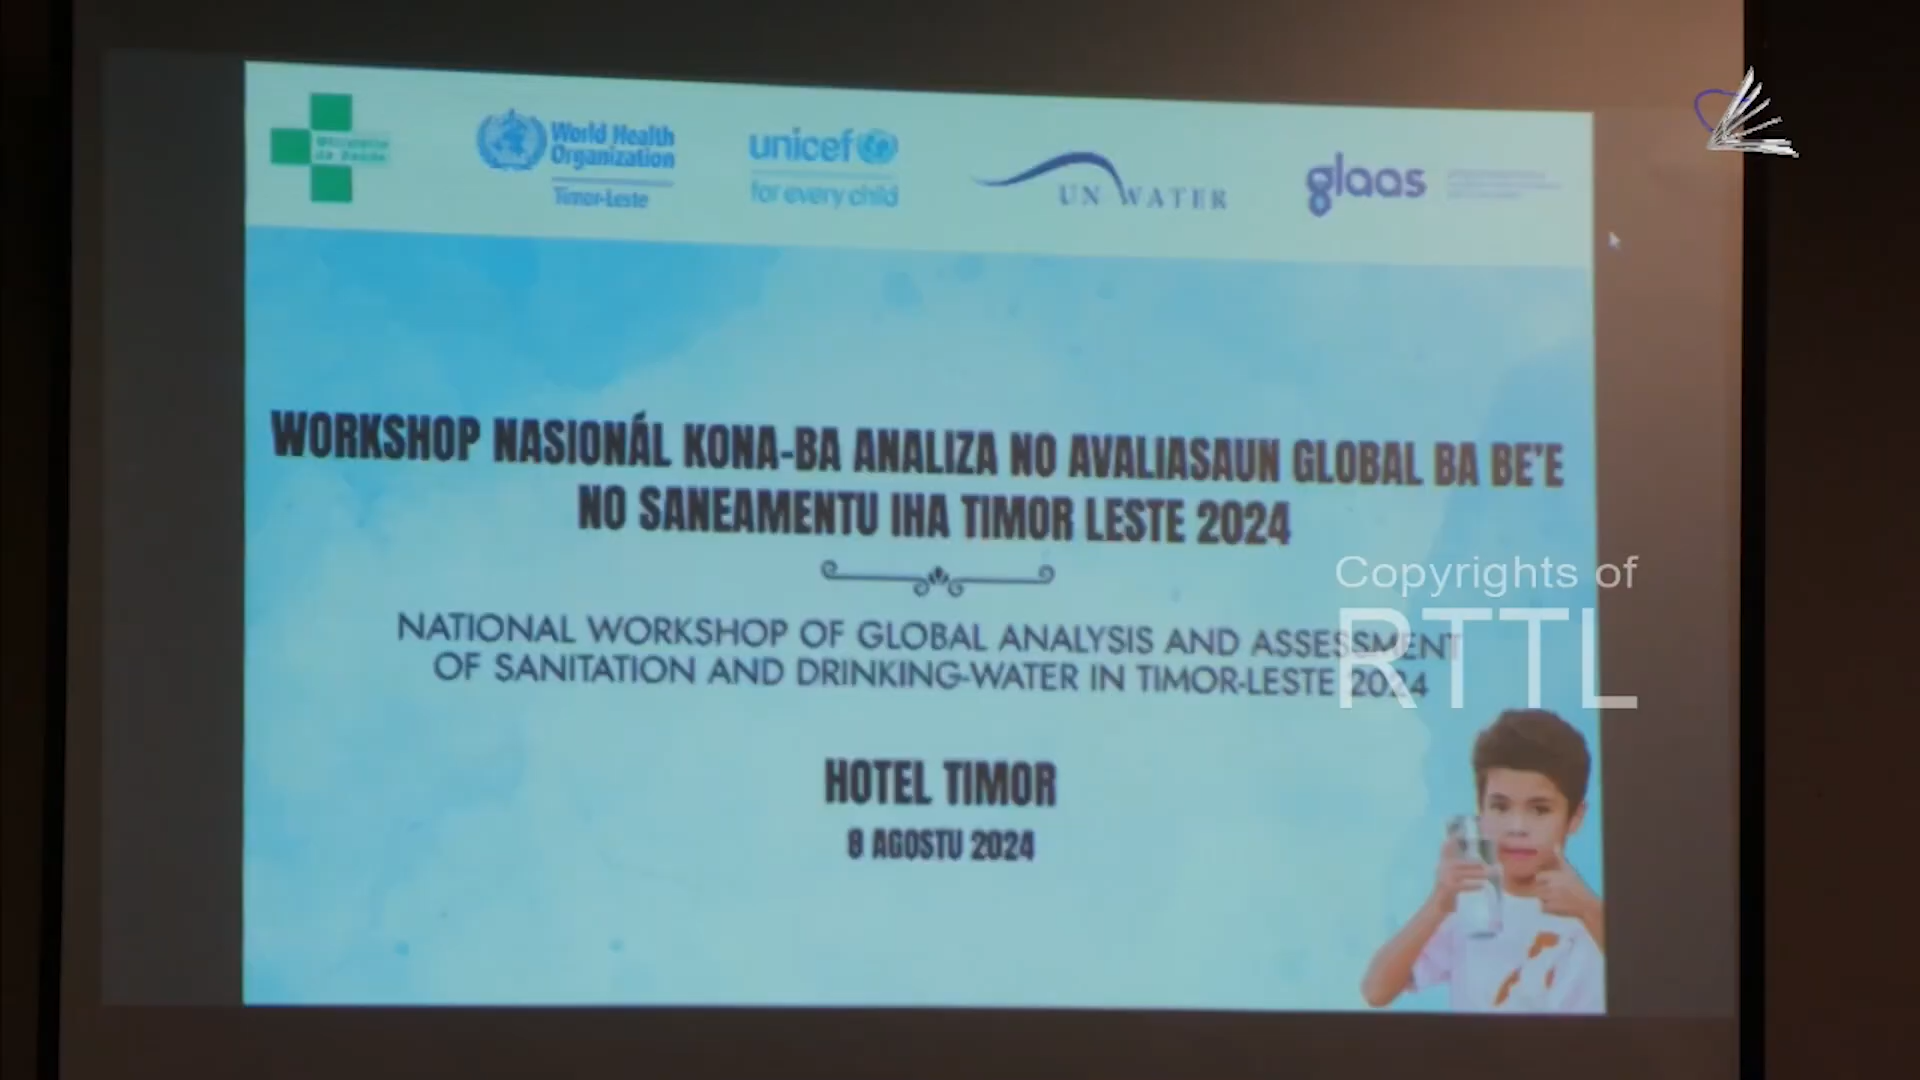 World Health
Organization
Timor-Leste
unicef
for every child
UN WATER
glaas
WORKSHOP NASIONÁL KONA-BA ANALIZA NO AVALIASAUN GLOBAL BA BE'E
NO SANEAMENTU IHA TIMOR LESTE 2024
NATIONAL WORKSHOP OF GLOBAL ANALYSIS AND ASSESSMENT
OF SANITATION AND DRINKING-WATER IN TIMOR-LESTE 2024
Copyrights of
RTTL
HOTEL TIMOR
8 AGOSTU 2024